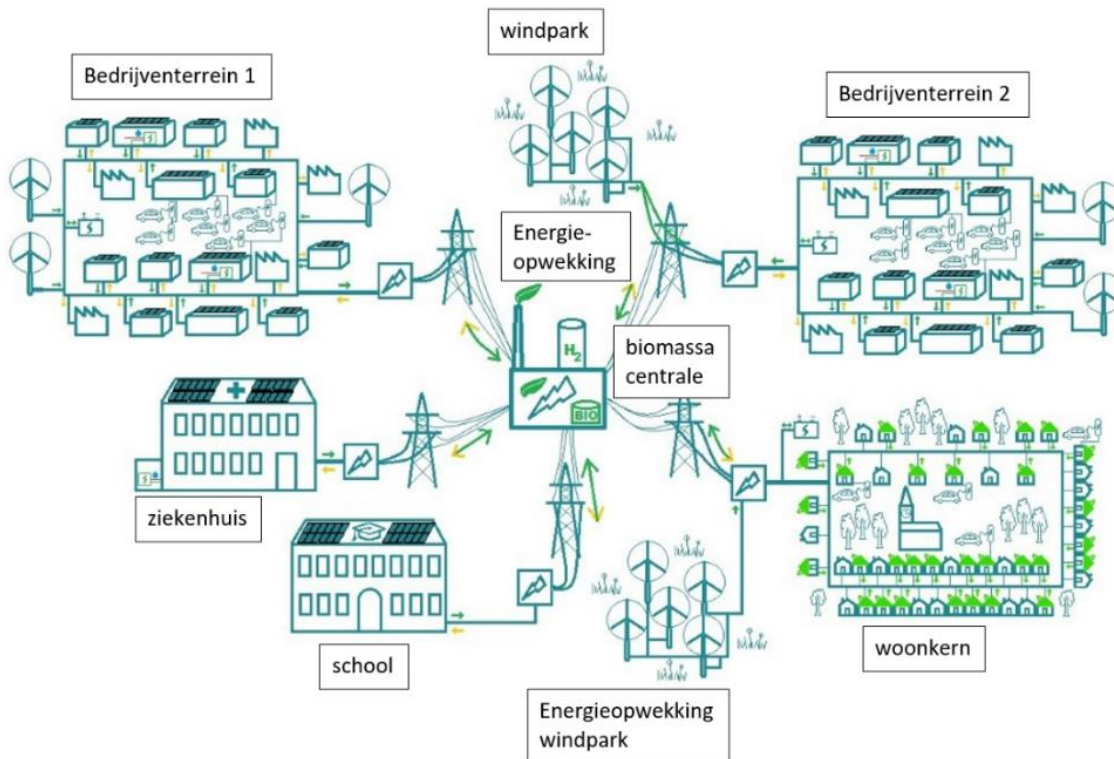 windpark
Bedrijventerrein 1
Bedrijventerrein 2
Energie-
opwekking
H₂
biomassa
centrale
BIO
ziekenhuis
school
woonkern
Energieopwekking
windpark